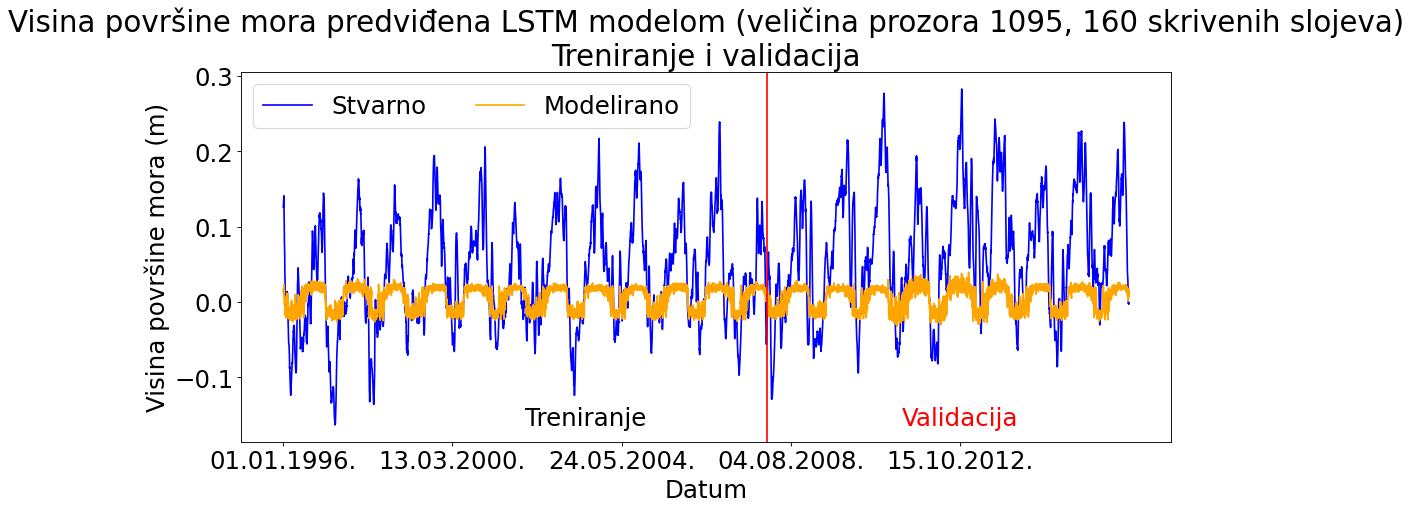 Visina površine mora predviđena LSTM modelom (veličina prozora 1095, 160 skrivenih slojeva)
Treniranje i validacija
Stvarno
Modelirano
Visina površine mora (m)
0.3
0.2
0.1
0.0
−0.1
Treniranje
Validacija
01.01.1996.
13.03.2000.
24.05.2004.
04.08.2008.
15.10.2012.
Datum